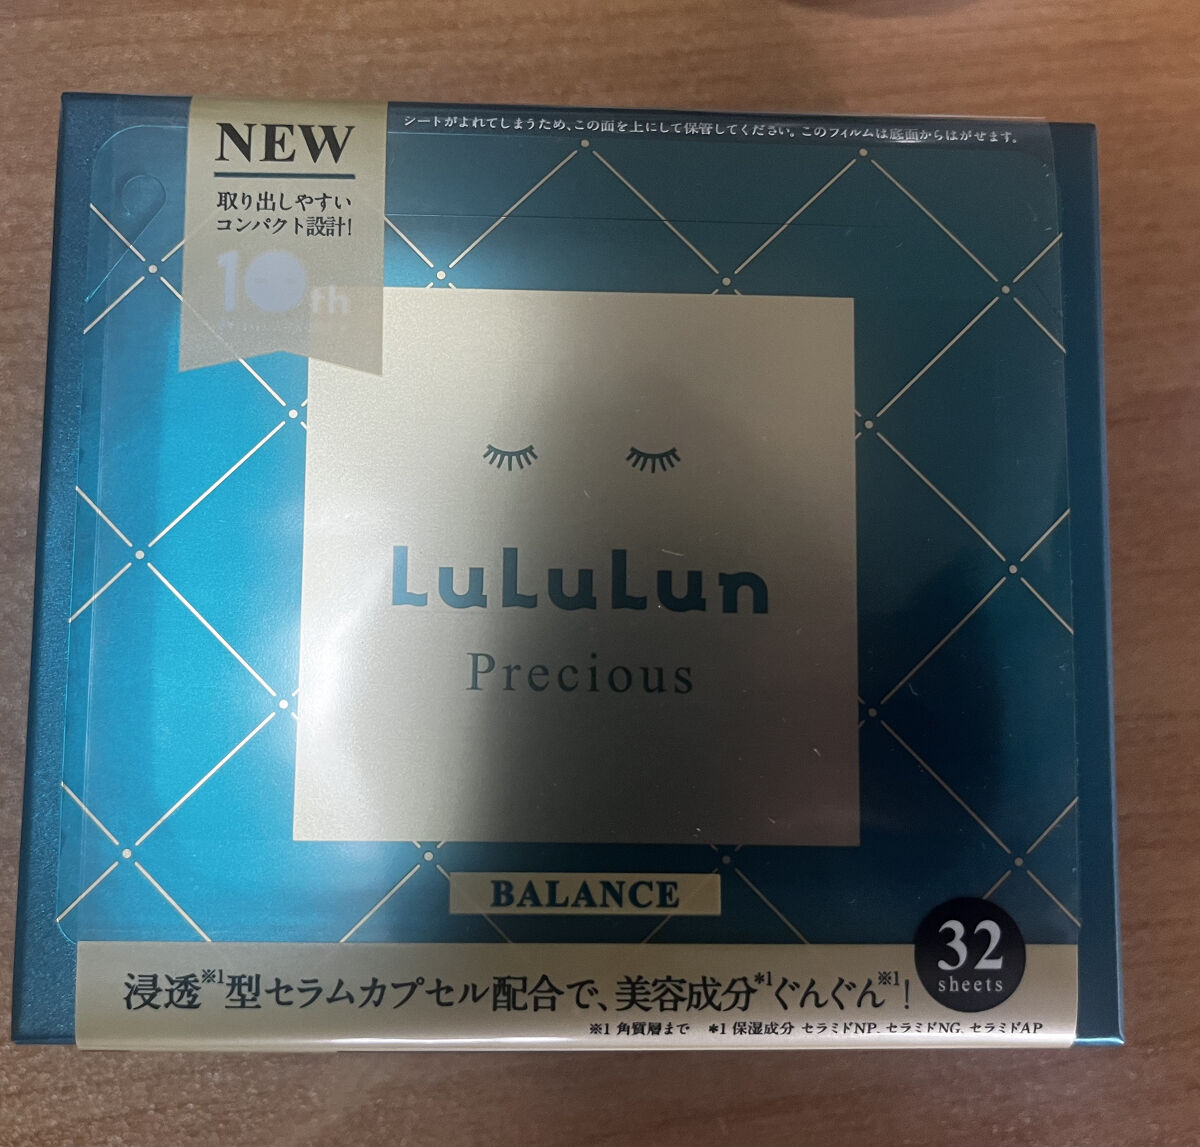 シートがよれてしまうため、この面を上にして保管してください。このフィルムは底面からはがせます。
NEW
取り出しやすい
コンパクト設計!
10th
LuLuLun
Precious
BALANCE
32
sheets
浸透※1型セラムカプセル配合で、美容成分*1ぐんぐん※1!
※1 角質層まで *1 保湿成分 セラミドNP、セラミドNG、セラミドAP